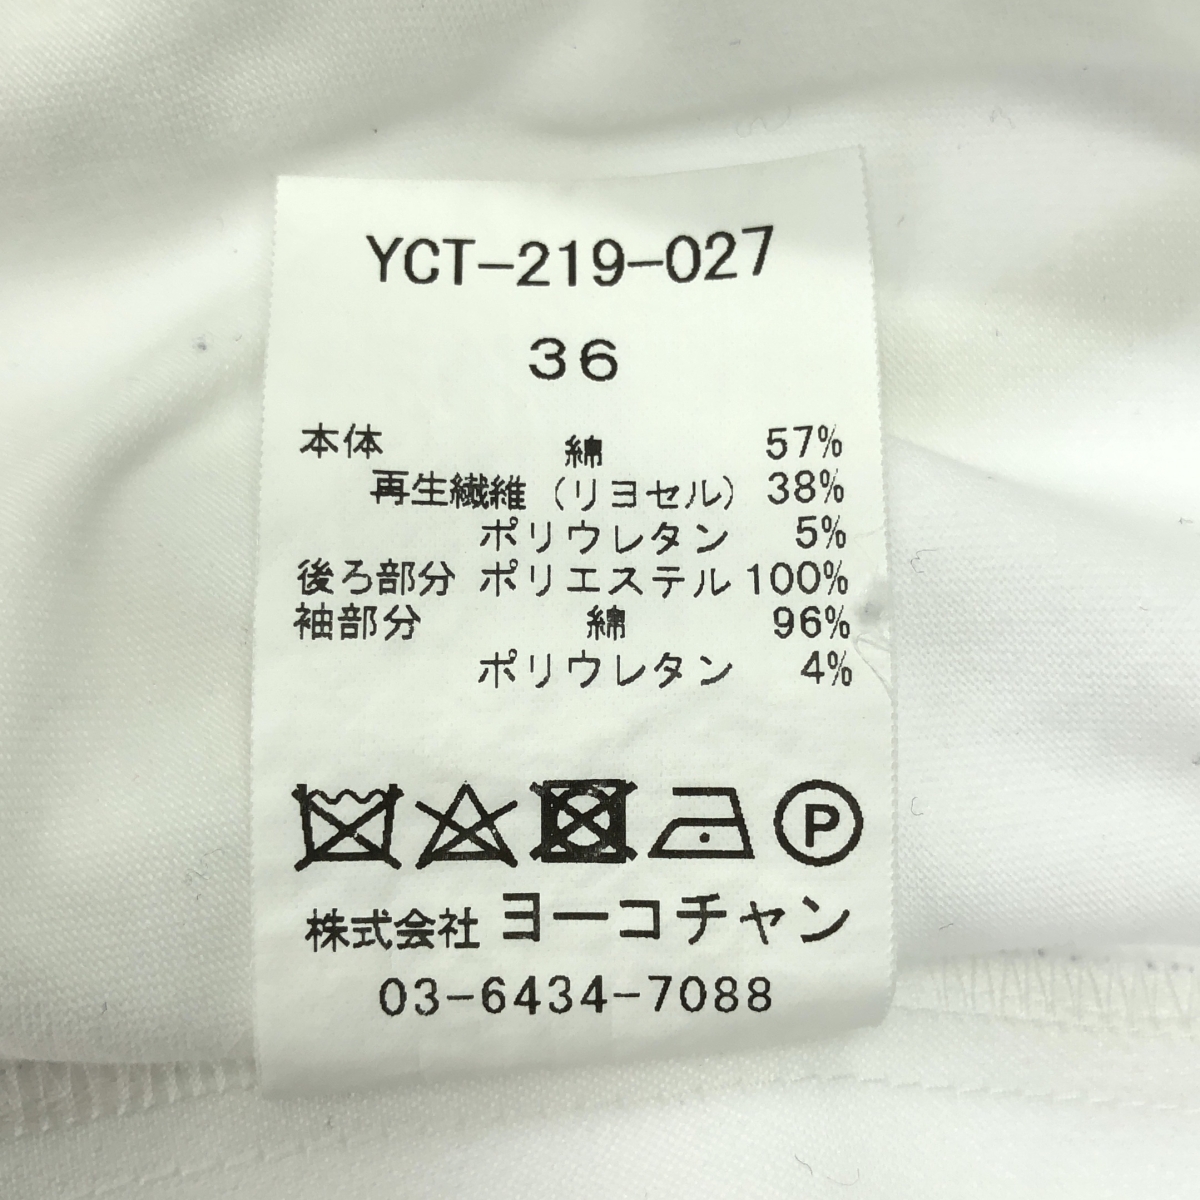 YCT-219-027
36
本体 綿 57%
再生繊維(リヨセル) 38%
ポリウレタン 5%
後ろ部分 ポリエステル 100%
袖部分 綿 96%
ポリウレタン 4%
P
株式会社 ヨーコチャン
03-6434-7088